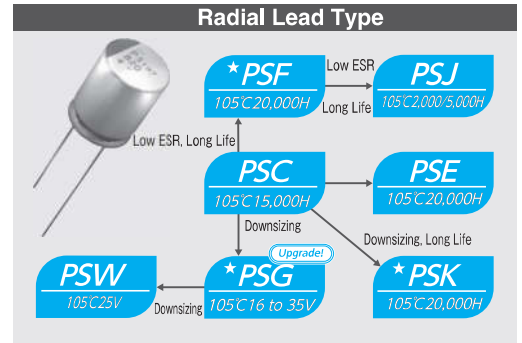 Radial Lead Type
★PSF
105℃20,000H
Low ESR
Long Life
PSJ
105℃2,000/5,000H
Low ESR, Long Life
PSC
105℃15,000H
PSE
105℃20,000H
Downsizing
Downsizing, Long Life
Upgrade!
PSW
105℃25V
Downsizing
★PSG
105℃16 to 35V
★PSK
105℃20,000H